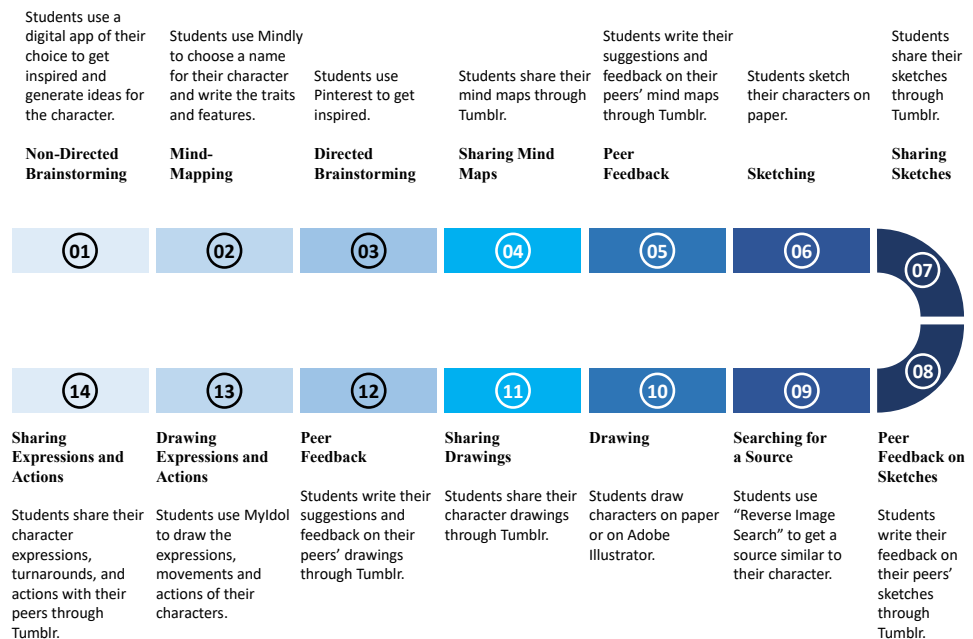 Students use a
digital app of their
choice to get
inspired and
generate ideas for
the character.
Non-Directed
Brainstorming
Students use Mindly
to choose a name
for their character
and write the traits
and features.
Mind-
Mapping
Students use
Pinterest to get
inspired.
Directed
Brainstorming
Students share their
mind maps through
Tumblr.
Sharing Mind
Maps
Students write their
suggestions and
feedback on their
peers’ mind maps
through Tumblr.
Peer
Feedback
Students sketch
their characters on
paper.
Sketching
Students
share their
sketches
through
Tumblr.
Sharing
Sketches
01
02
03
04
05
06
07
14
13
12
11
10
09
08
Sharing
Expressions and
Actions
Students share their
character
expressions,
turnarounds, and
actions with their
peers through
Tumblr.
Drawing
Expressions and
Actions
Students use MyIdol
to draw the
expressions,
movements and
actions of their
characters.
Peer
Feedback
Students write their
suggestions and
feedback on their
peers’ drawings
through Tumblr.
Sharing
Drawings
Students share their
character drawings
through Tumblr.
Drawing
Students draw
characters on paper
or on Adobe
Illustrator.
Searching for
a Source
Students use
“Reverse Image
Search” to get a
source similar to
their character.
Peer
Feedback on
Sketches
Students
write their
feedback on
their peers’
sketches
through
Tumblr.